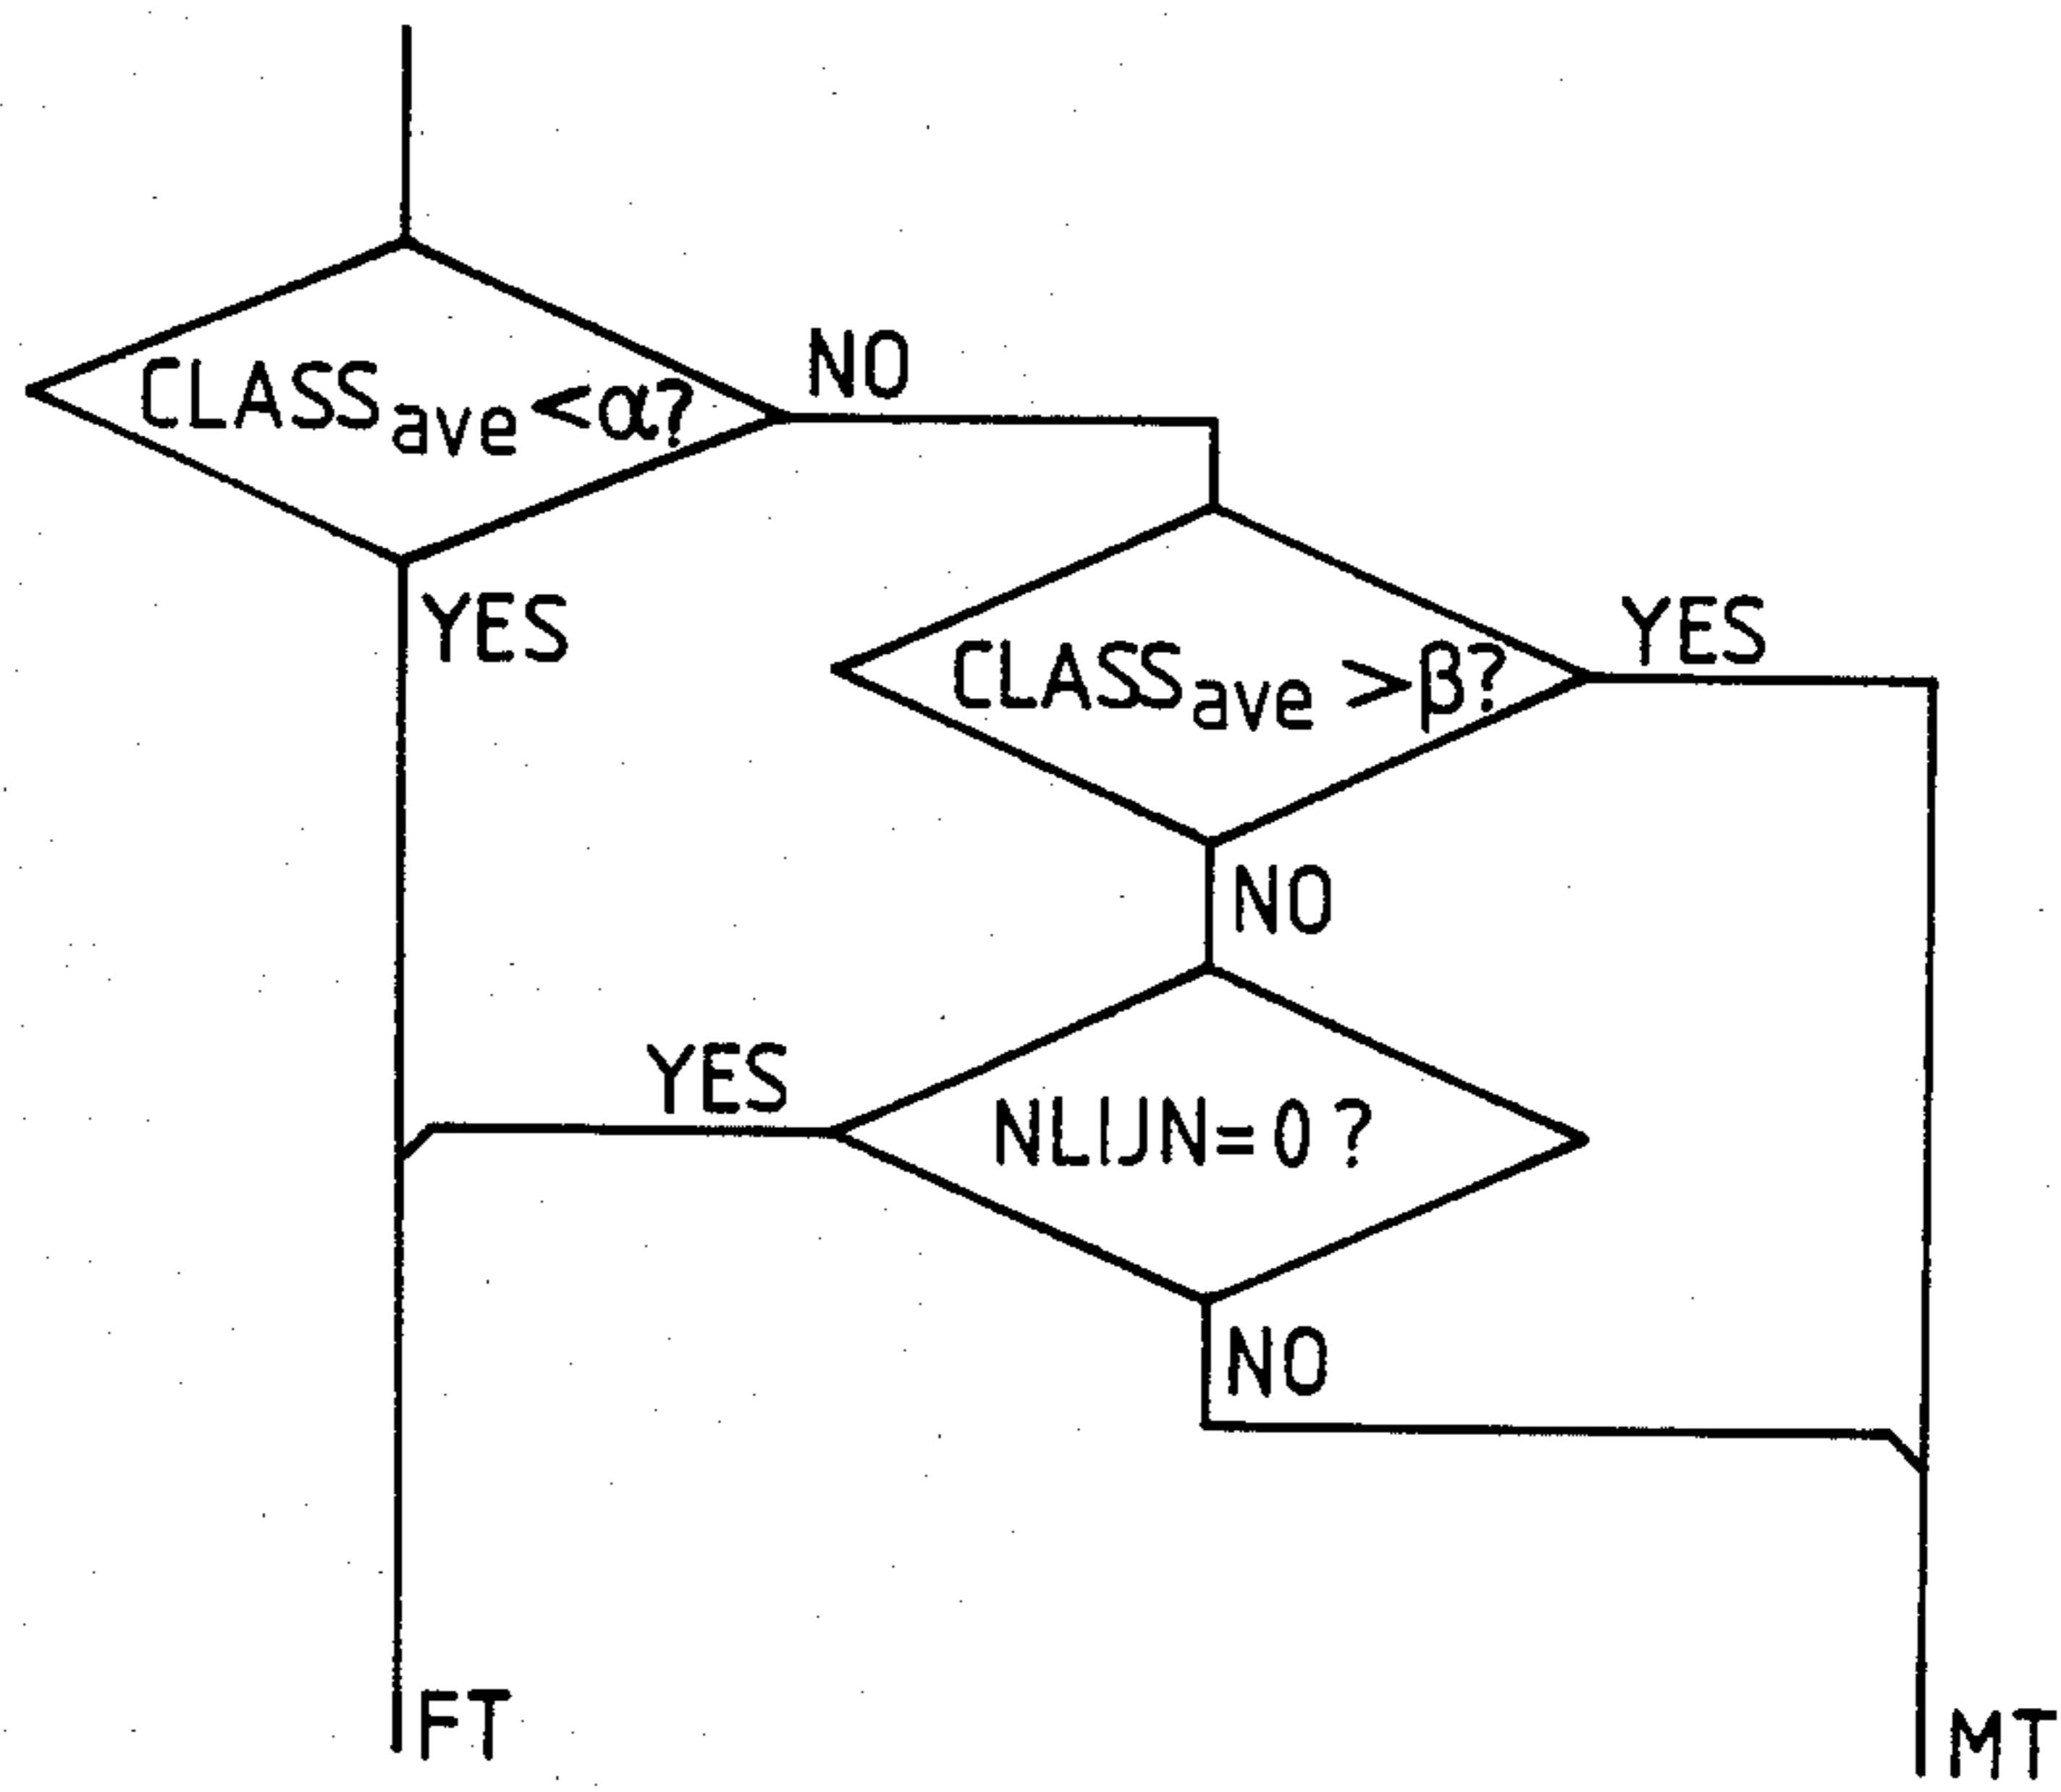 NO
CLASSave<α?
YES
YES
CLASSave >β?
NO
YES
NLIJN=0?
NO
FT
MT